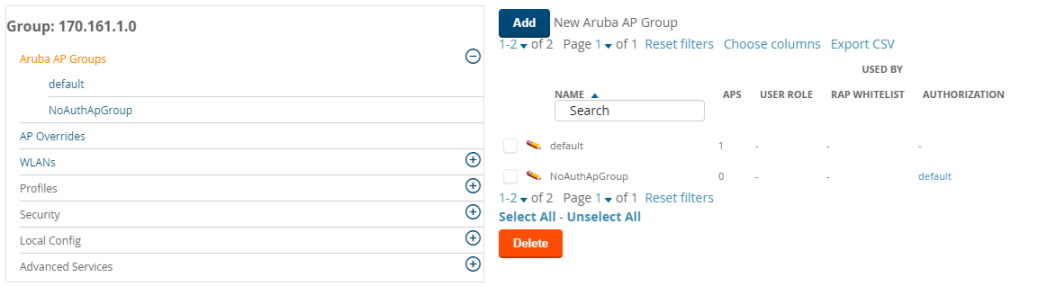 Group: 170.161.1.0
Aruba AP Groups
default
NoAuthApGroup
AP Overrides
WLANs
Profiles
Security
Local Config
Advanced Services
Add New Aruba AP Group
1-2 of 2 Page 1 of 1 Reset filters Choose columns Export CSV
USED BY
NAME APS USER ROLE RAP WHITELIST AUTHORIZATION
Search
default 1 - - -
NoAuthApGroup 0 - - default
1-2 of 2 Page 1 of 1 Reset filters
Select All - Unselect All
Delete